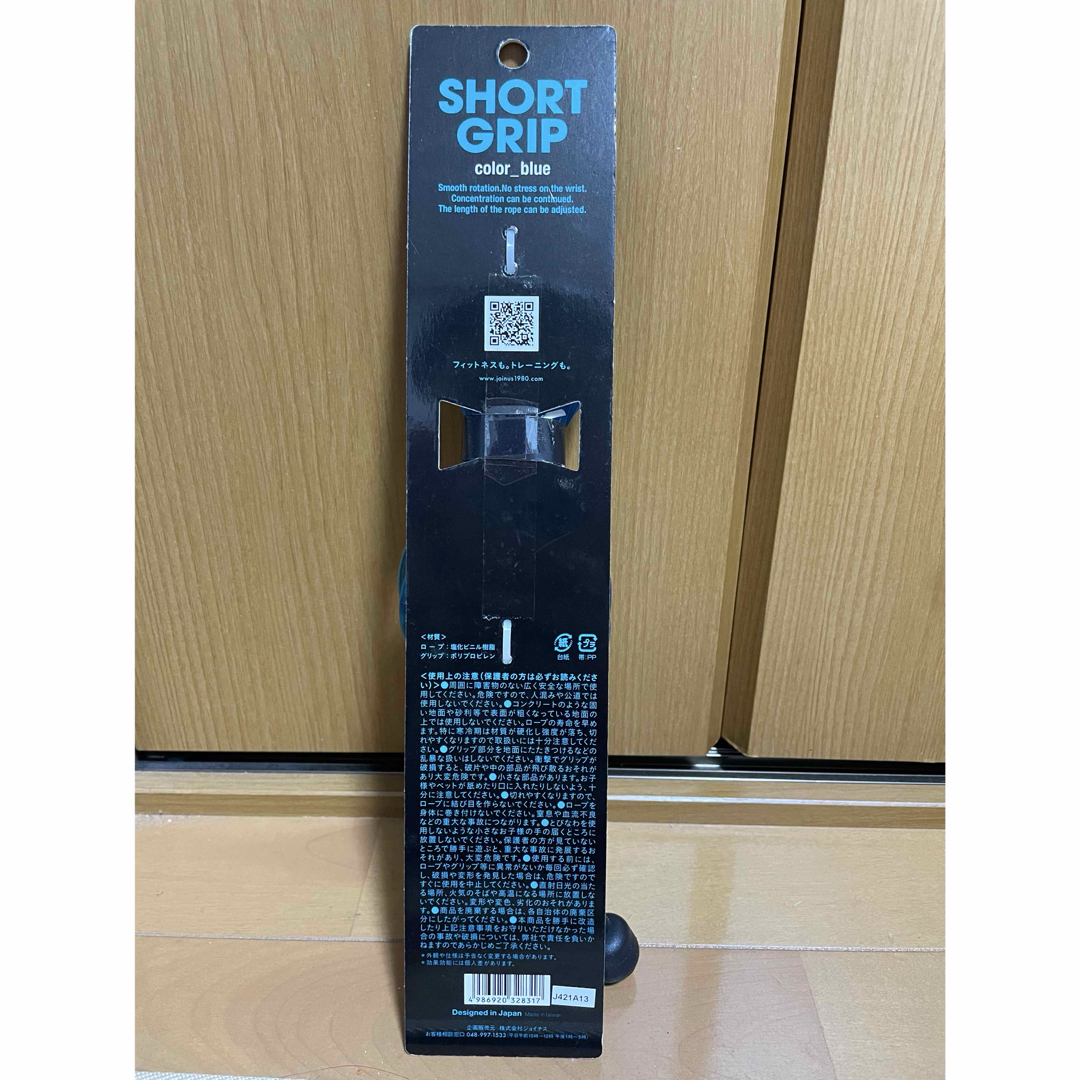 SHORT
GRIP
color_blue
Smooth rotation.No stress on the wrist.
Concentration can be continued.
The length of the rope can be adjusted.
フィットネスも。トレーニングも。
www.joinus1980.com
<材質>
ロープ:塩化ビニル樹脂
グリップ:ポリプロピレン
紙
台紙
プラ
帯:PP
<使用上の注意(保護者の方は必ずお読みくださ
い)>●周囲に障害物のない広く安全な場所で使
用してください。危険ですので、人混みや公道では
使用しないでください。●コンクリートのような固
い地面や砂利等で表面が粗くなっている地面の
上では使用しないでください。ロープの寿命を早め
ます。特に寒冷期は材質が硬化し強度が落ち、切
れやすくなりますので取扱いには十分注意してくだ
さい。●グリップ部分を地面にたたきつけるなどの
乱暴な扱いはしないでください。衝撃でグリップが
破損すると、破片や中の部品が飛び散るおそれが
あり大変危険です。●小さな部品があります。お子
様やペットが舐めたり口に入れたりしないよう、十
分に注意してください。●切れやすくなりますので、
ロープに結び目を作らないでください。●ロープを
身体に巻き付けないでください。窒息や血流不良
などの重大な事故につながります。●とびなわを使
用しないような小さなお子様の手の届くところに
放置しないでください。保護者の方が見ていない
ところで勝手に遊ぶと、重大な事故に発展するお
それがあり、大変危険です。●使用する前には、
ロープやグリップ等に異常がないか毎回必ず確認
し、破損や変形を発見した場合は、危険ですので
すぐに使用を中止してください。●直射日光の当た
る場所、火気のそばや高温になる場所に放置しな
いでください。変形や変色、劣化のおそれがありま
す。●商品を廃棄する場合は、各自治体の廃棄区
分にしたがってください。●本商品を勝手に改造
したり上記注意事項をお守りいただけなかった場
合の事故や破損については、弊社で責任を負いか
ねますのであらかじめご了承ください。
*外観や仕様は予告なく変更する場合があります。
*効果効能には個人差があります。
4 986920 328317
J421A13
Designed in Japan Made in taiwan
企画販売元 株式会社ジョイナス
お客様相談窓口 048-997-1533(平日午前10時〜12時 午後1時〜5時)